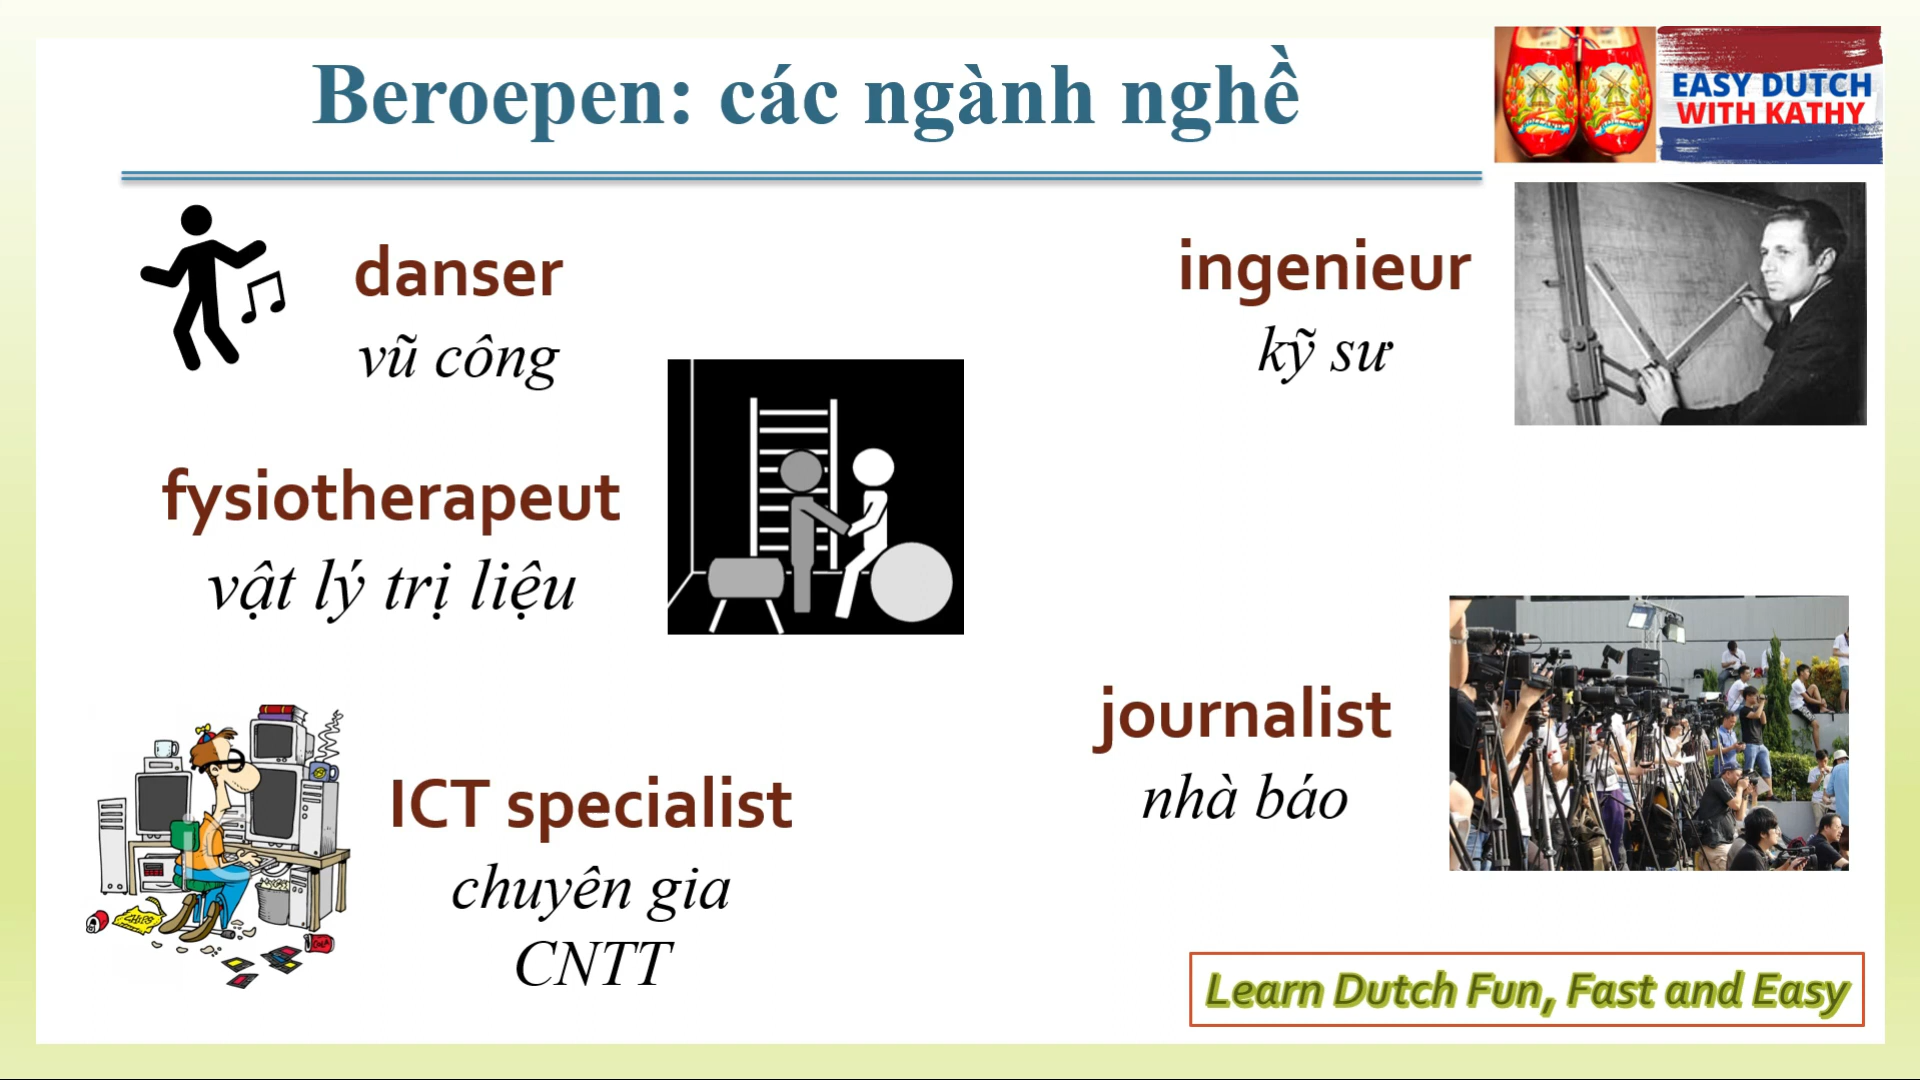 Beroepen: các ngành nghề
EASY DUTCH
WITH KATHY
danser
vũ công
ingenieur
kỹ sư
fysiotherapeut
vật lý trị liệu
journalist
nhà báo
ICT specialist
chuyên gia
CNTT
Learn Dutch Fun, Fast and Easy